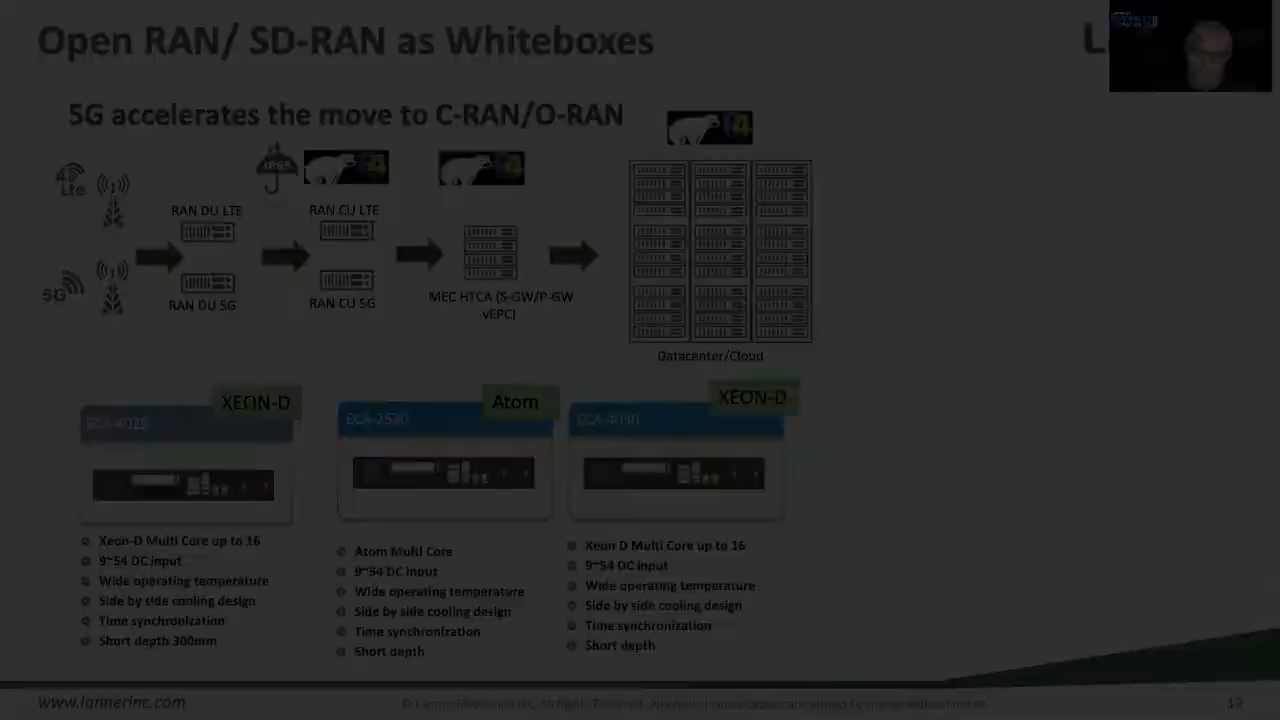 Open RAN/ SD-RAN as Whiteboxes
5G accelerates the move to C-RAN/O-RAN
4G
Lte
IP65
RAN DU LTE
RAN CU LTE
5G
RAN DU 5G
RAN CU 5G
MEC HTCA (S-GW/P-GW
vEPC)
Datacenter/Cloud
XEON-D
Atom
XEON-D
ECA-4025
Xeon-D Multi Core up to 16
9~54 DC input
Wide operating temperature
Side by side cooling design
Time synchronization
Short depth 300mm
Atom Multi Core
9~54 DC input
Wide operating temperature
Side by side cooling design
Time synchronization
Short depth
Xeon D Multi Core up to 16
9~54 DC input
Wide operating temperature
Side by side cooling design
Time synchronization
Short depth
www.lannerinc.com
12